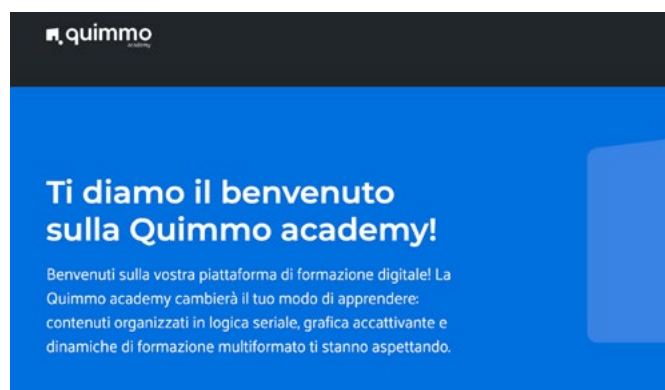 quimmo
academy
Ti diamo il benvenuto
sulla Quimmo academy!
Benvenuti sulla vostra piattaforma di formazione digitale! La
Quimmo academy cambierà il tuo modo di apprendere:
contenuti organizzati in logica seriale, grafica accattivante e
dinamiche di formazione multiformato ti stanno aspettando.